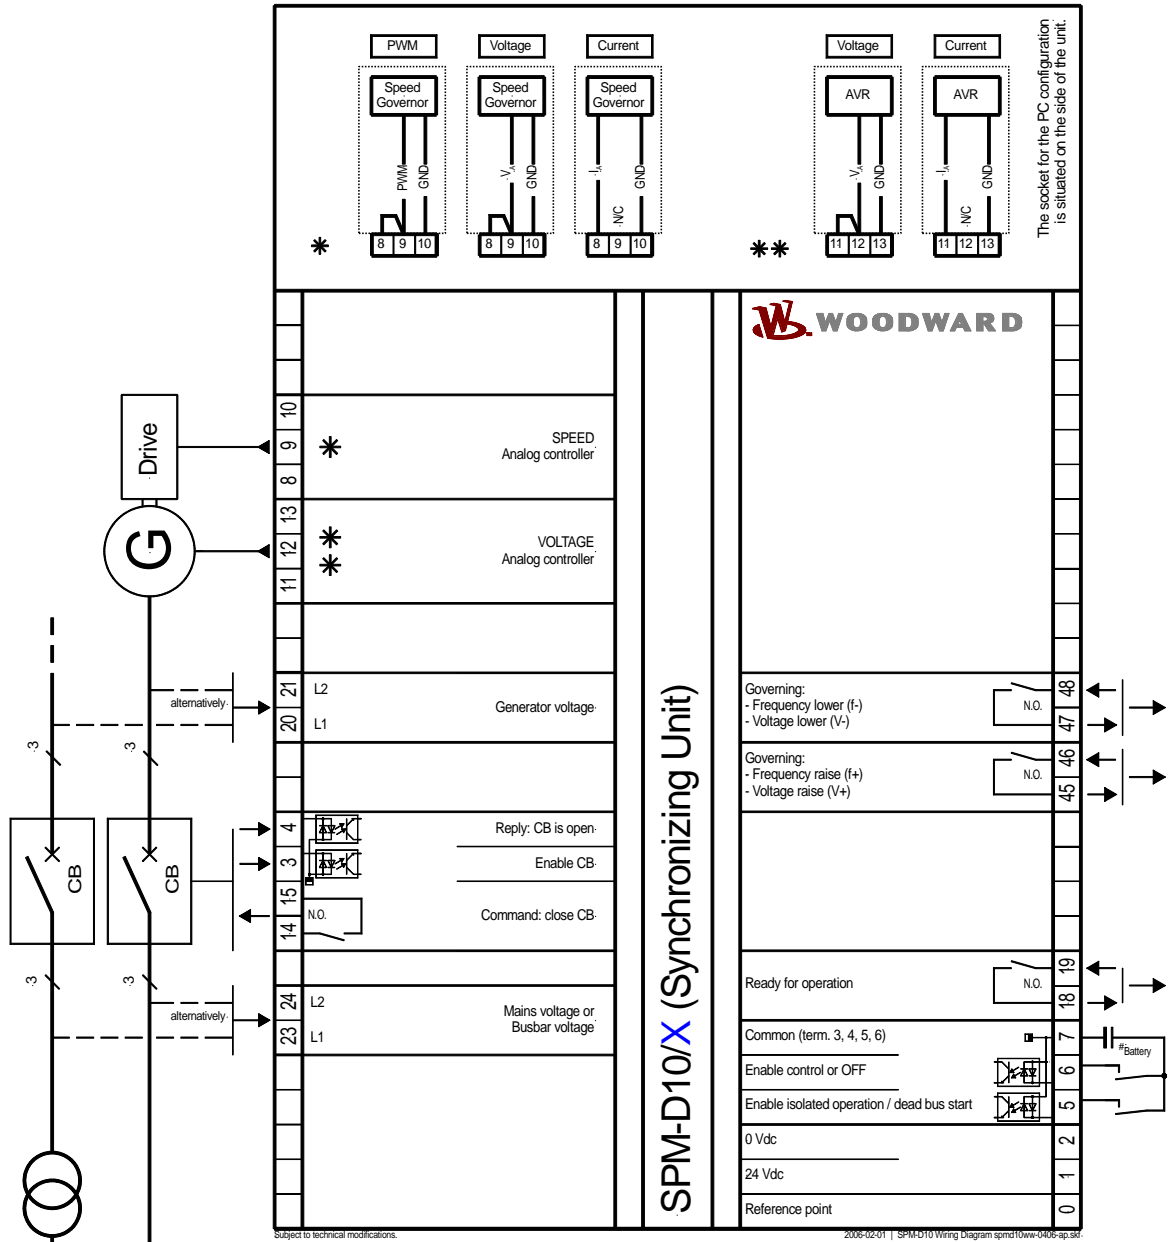 PWM
Voltage
Current
Voltage
Current
Speed
Governor
Speed
Governor
Speed
Governor
AVR
AVR
PWM
GND
VA
GND
IA
N/C
GND
VA
GND
IA
N/C
GND
8 9 10
8 9 10
8 9 10
11 12 13
11 12 13
The socket for the PC configuration
is situated on the side of the unit.
* **
WOODWARD
Drive
G
10
9
8
*
SPEED
Analog controller
13
12
11
**
VOLTAGE
Analog controller
alternatively
21
20
L2
L1
Generator voltage
3
3
CB
CB
4
3
15
14
N.O.
Reply: CB is open
Enable CB
Command: close CB
3
3
alternatively
24
23
L2
L1
Mains voltage or
Busbar voltage
SPM-D10/X (Synchronizing Unit)
Governing:
- Frequency lower (f-)
- Voltage lower (V-)
N.O.
48
47
Governing:
- Frequency raise (f+)
- Voltage raise (V+)
N.O.
46
45
Ready for operation
N.O.
19
18
Common (term. 3, 4, 5, 6)
7
#Battery
Enable control or OFF
6
Enable isolated operation / dead bus start
5
0 Vdc
2
24 Vdc
1
Reference point
0
Subject to technical modifications.
2006-02-01 | SPM-D10 Wiring Diagram spmd10ww-0406-ap.skf